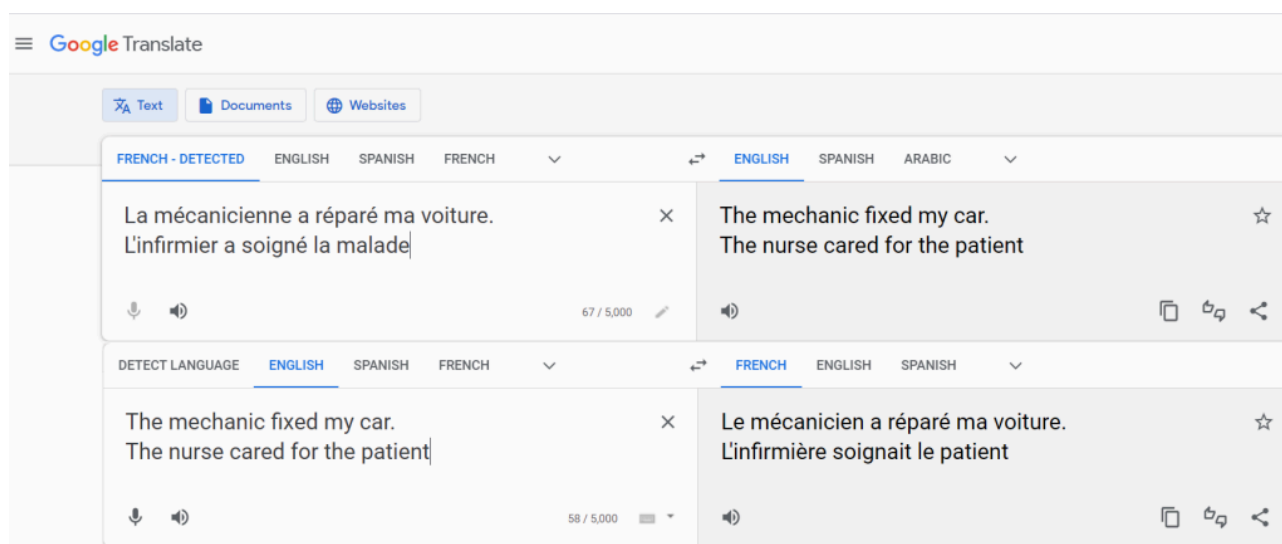 Google Translate
Text Documents Websites
FRENCH - DETECTED ENGLISH SPANISH FRENCH ENGLISH SPANISH ARABIC
La mécanicienne a réparé ma voiture.
L'infirmier a soigné la malade
The mechanic fixed my car.
The nurse cared for the patient
67 / 5,000
DETECT LANGUAGE ENGLISH SPANISH FRENCH FRENCH ENGLISH SPANISH
The mechanic fixed my car.
The nurse cared for the patient
Le mécanicien a réparé ma voiture.
L'infirmière soignait le patient
58 / 5,000